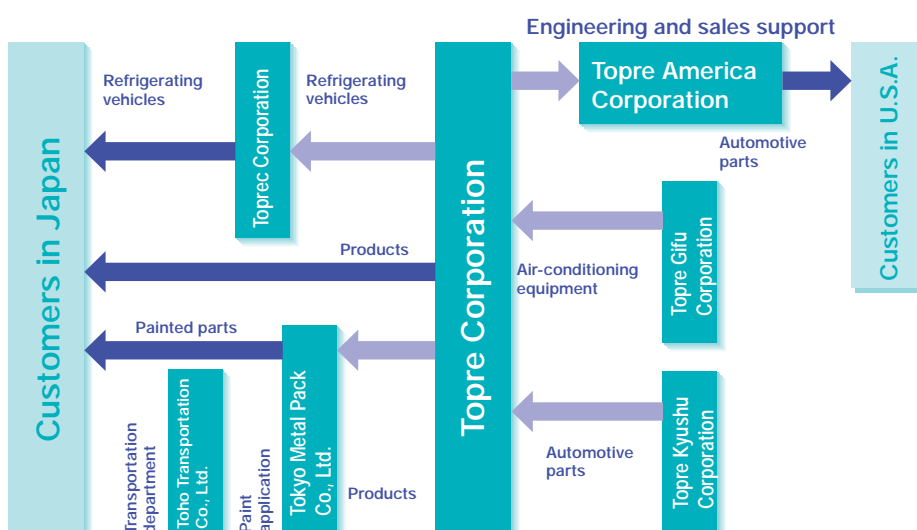 Engineering and sales support
Customers in Japan
Refrigerating
vehicles
Toprec Corporation
Refrigerating
vehicles
Topre Corporation
Topre America
Corporation
Customers in U.S.A.
Automotive
parts
Products
Air-conditioning
equipment
Topre Gifu
Corporation
Painted parts
Transportation
department
Toho Transportation
Co., Ltd.
Paint
application
Tokyo Metal Pack
Co., Ltd.
Products
Automotive
parts
Topre Kyushu
Corporation